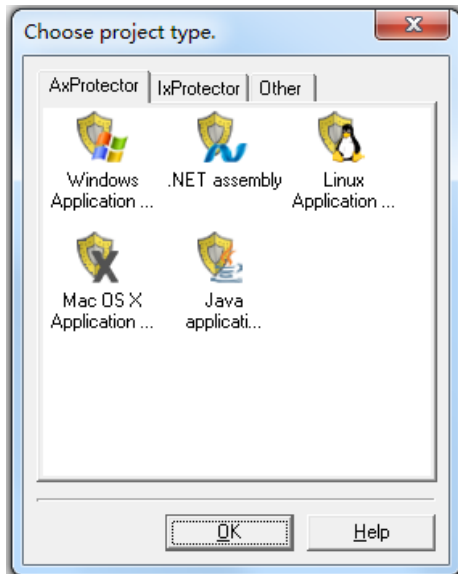 Choose project type.
AxProtector IxProtector Other
Windows Application ...
.NET assembly
Linux Application ...
Mac OS X Application ...
Java applicati...
OK Help